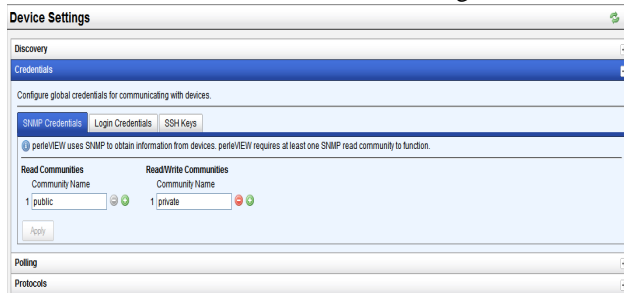 Device Settings
Discovery
Credentials
Configure global credentials for communicating with devices.
SNMP Credentials Login Credentials SSH Keys
perleVIEW uses SNMP to obtain information from devices. perleVIEW requires at least one SNMP read community to function.
Read Communities Read/Write Communities
Community Name Community Name
1 public 1 private
Apply
Polling
Protocols